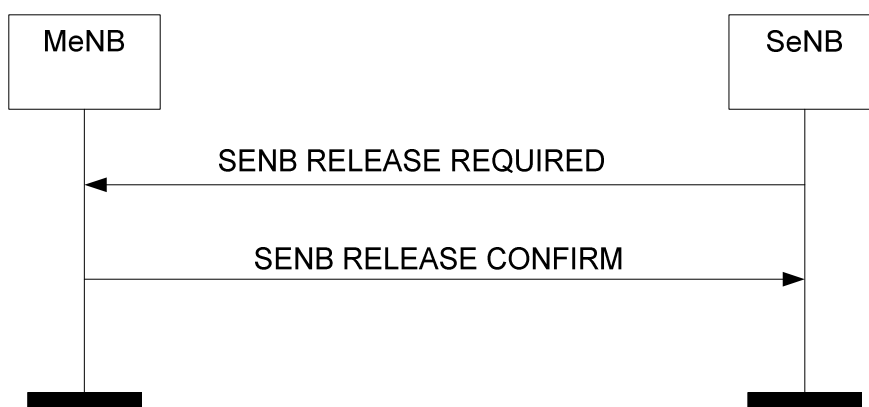 MeNB
SeNB
SENB RELEASE REQUIRED
SENB RELEASE CONFIRM